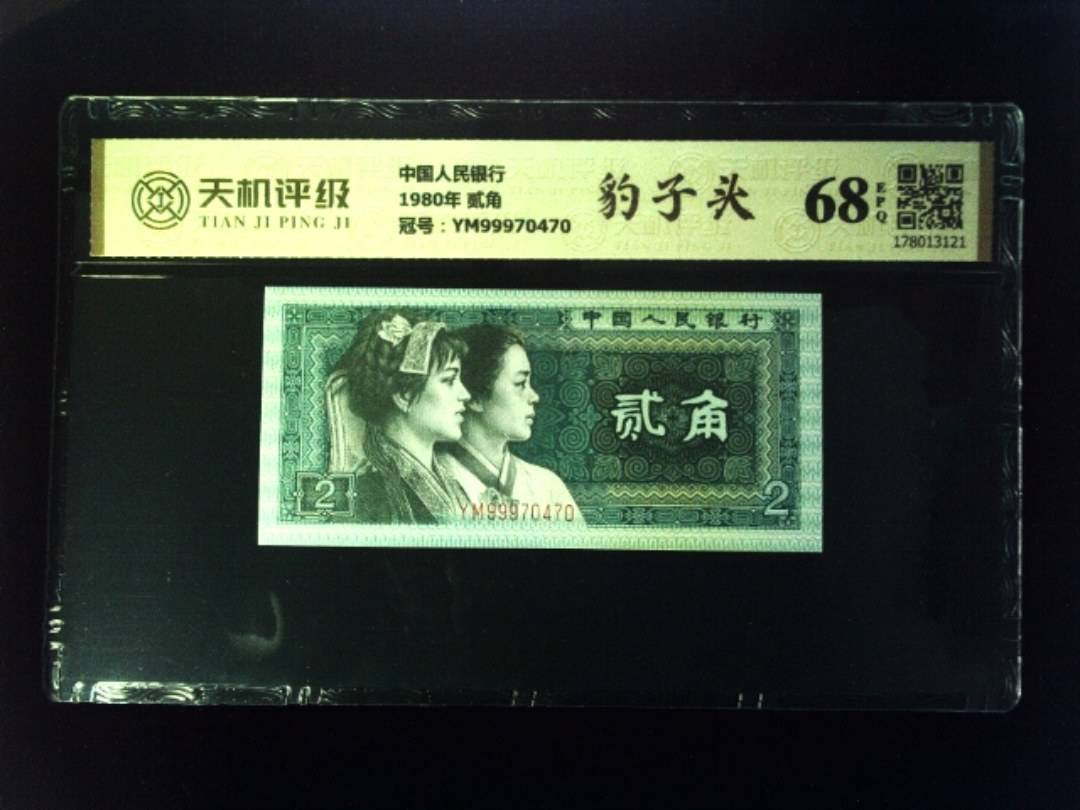 天机评级
TIAN JI PING JI
中国人民银行
1980年 贰角
冠号：YM99970470
豹子头
68
EPQ
178013121
中国人民银行
贰角
2
2
YM99970470